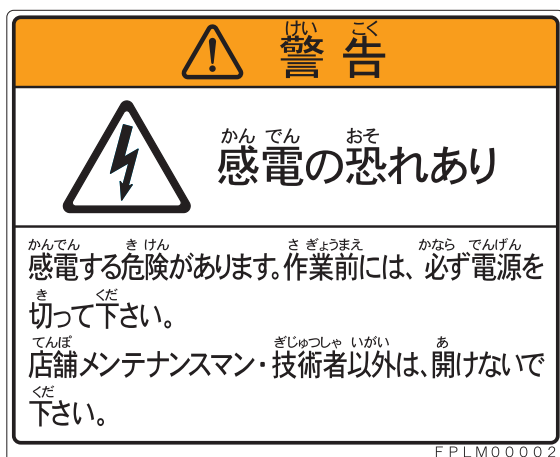 けい こく
警告
かん でん おそ
感電の恐れあり
かんでん き けん さ ぎょうまえ かなら でんげん
感電する危険があります。作業前には、必ず電源を
き くだ
切って下さい。
てんぽ ぎじゅつしゃ いがい あ
店舗メンテナンスマン・技術者以外は、開けないで
くだ
下さい。
FPLM00002